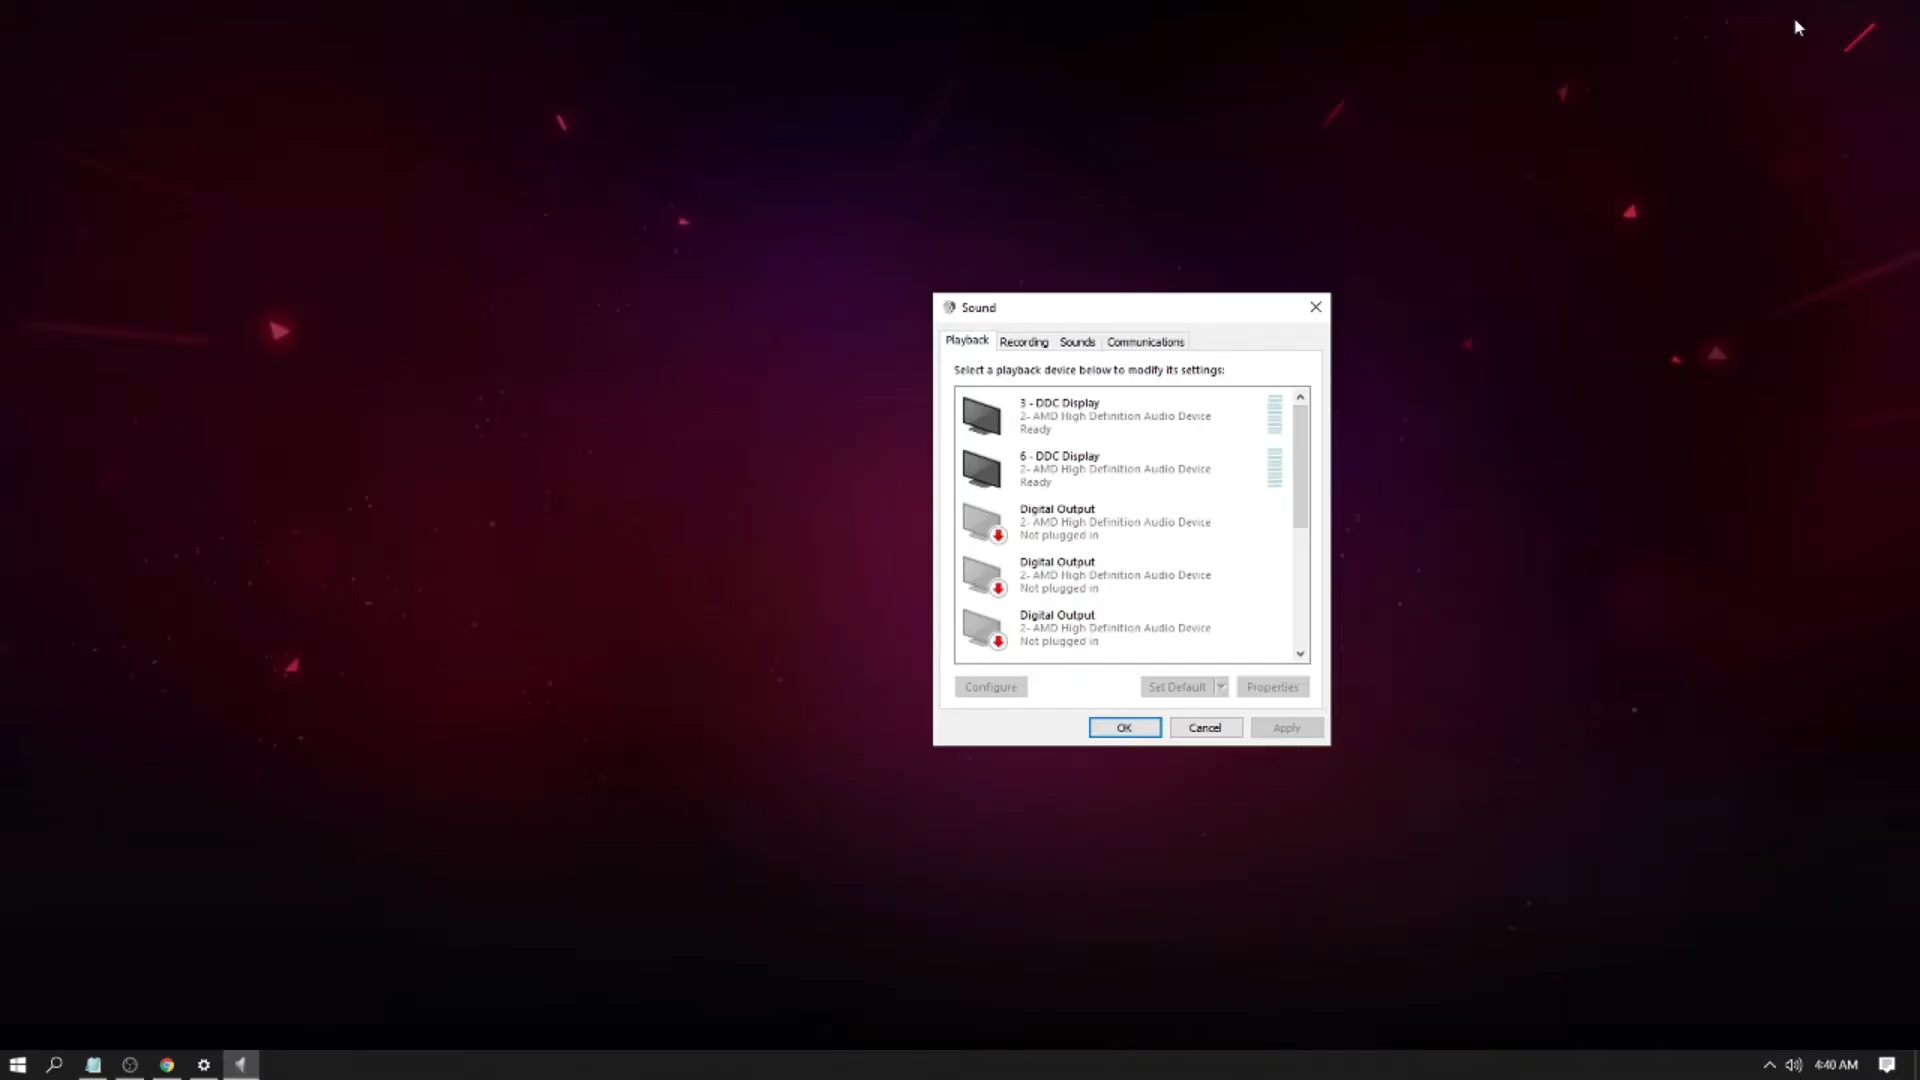 Sound
Playback Recording Sounds Communications
Select a playback device below to modify its settings:
3 - DDC Display
2- AMD High Definition Audio Device
Ready
6 - DDC Display
2- AMD High Definition Audio Device
Ready
Digital Output
2- AMD High Definition Audio Device
Not plugged in
Digital Output
2- AMD High Definition Audio Device
Not plugged in
Digital Output
2- AMD High Definition Audio Device
Not plugged in
Configure Set Default Properties
OK Cancel Apply
4:40 AM